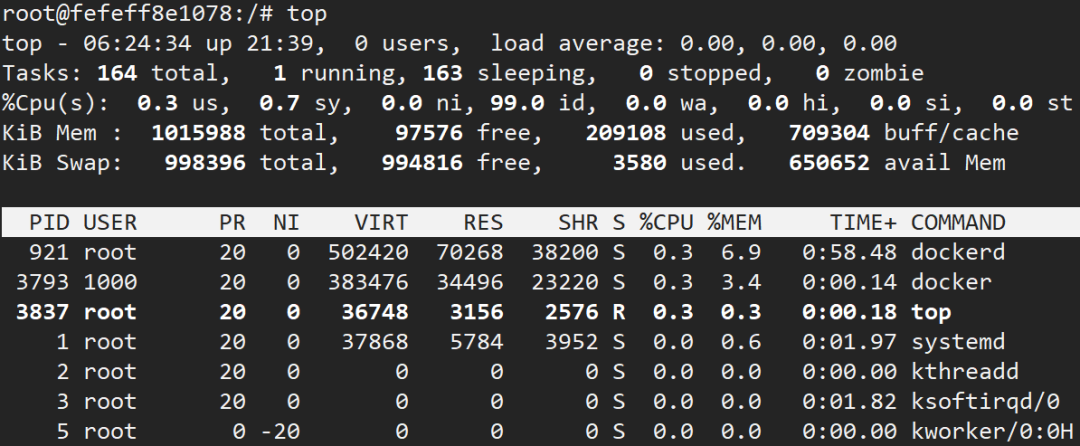 root@fefeff8e1078:/# top
top - 06:24:34 up 21:39,  0 users,  load average: 0.00, 0.00, 0.00
Tasks: 164 total,   1 running, 163 sleeping,   0 stopped,   0 zombie
%Cpu(s):  0.3 us,  0.7 sy,  0.0 ni, 99.0 id,  0.0 wa,  0.0 hi,  0.0 si,  0.0 st
KiB Mem :  1015988 total,    97576 free,   209108 used,   709304 buff/cache
KiB Swap:   998396 total,   994816 free,     3580 used.   650652 avail Mem
  PID USER      PR  NI    VIRT    RES    SHR S %CPU %MEM     TIME+ COMMAND
  921 root      20   0  502420  70268  38200 S  0.3  6.9   0:58.48 dockerd
 3793 1000      20   0  383476  34496  23220 S  0.3  3.4   0:00.14 docker
 3837 root      20   0   36748   3156   2576 R  0.3  0.3   0:00.18 top
    1 root      20   0   37868   5784   3952 S  0.0  0.6   0:01.97 systemd
    2 root      20   0       0      0      0 S  0.0  0.0   0:00.00 kthreadd
    3 root      20   0       0      0      0 S  0.0  0.0   0:01.82 ksoftirqd/0
    5 root       0 -20       0      0      0 S  0.0  0.0   0:00.00 kworker/0:0H